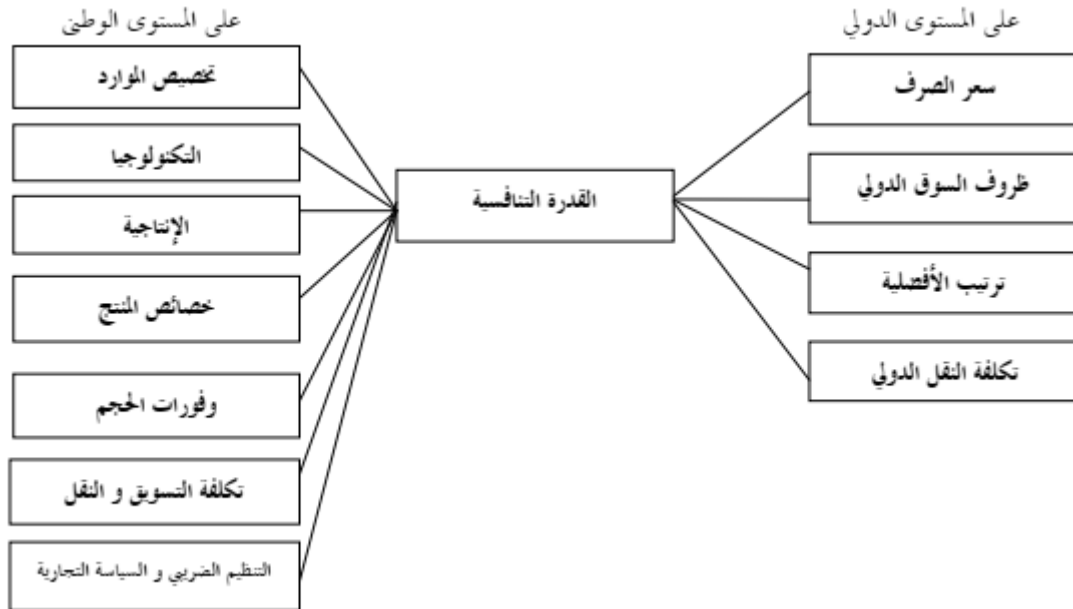 على المستوى الدولي
سعر الصرف
ظروف السوق الدولي
ترتيب الأفضلية
تكلفة النقل الدولي
القدرة التنافسية
على المستوى الوطني
تخصيص الموارد
التكنولوجيا
الإنتاجية
خصائص المنتج
وفورات الحجم
تكلفة التسويق و النقل
التنظيم الضريبي و السياسة التجارية